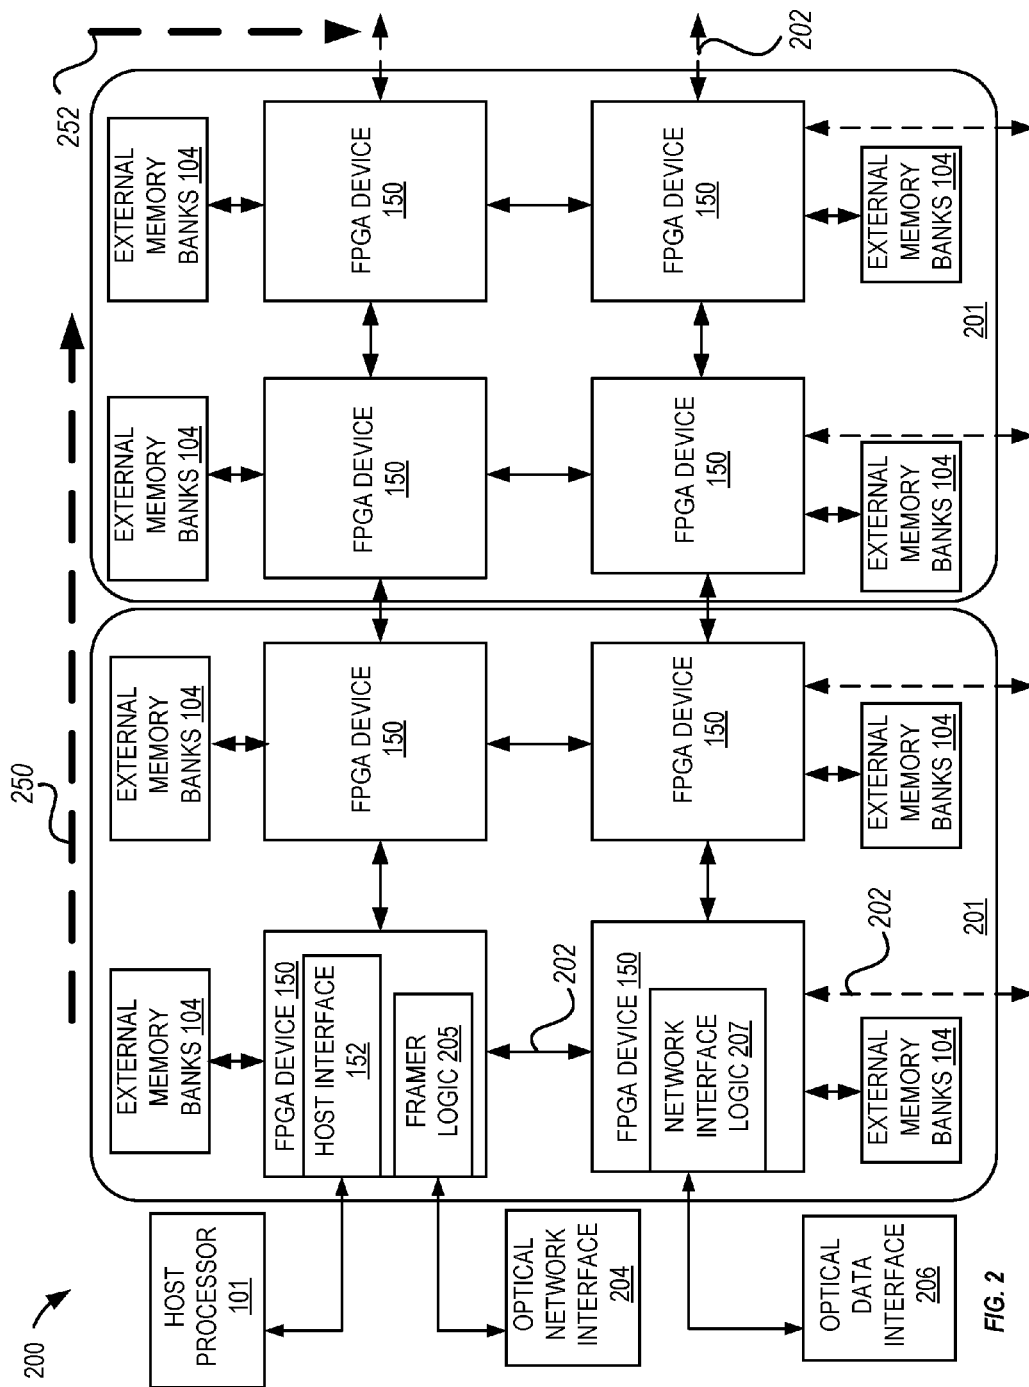 200
250
252
HOST
PROCESSOR
101
OPTICAL
NETWORK
INTERFACE
204
OPTICAL
DATA
INTERFACE
206
EXTERNAL
MEMORY
BANKS 104
EXTERNAL
MEMORY
BANKS 104
EXTERNAL
MEMORY
BANKS 104
EXTERNAL
MEMORY
BANKS 104
FPGA DEVICE 150
HOST INTERFACE
152
FRAMER
LOGIC 205
FPGA DEVICE
150
FPGA DEVICE
150
FPGA DEVICE
150
202
202
FPGA DEVICE 150
NETWORK
INTERFACE
LOGIC 207
FPGA DEVICE
150
FPGA DEVICE
150
FPGA DEVICE
150
202
EXTERNAL
MEMORY
BANKS 104
EXTERNAL
MEMORY
BANKS 104
EXTERNAL
MEMORY
BANKS 104
EXTERNAL
MEMORY
BANKS 104
201
201
FIG. 2